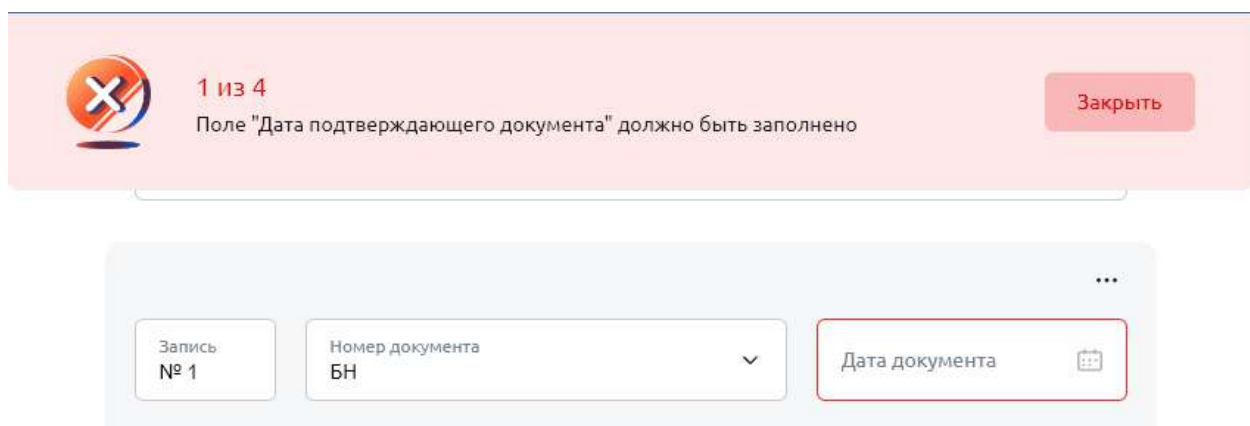 1 из 4
Поле "Дата подтверждающего документа" должно быть заполнено
Закрыть
...
Запись
№ 1
Номер документа
БН
Дата документа